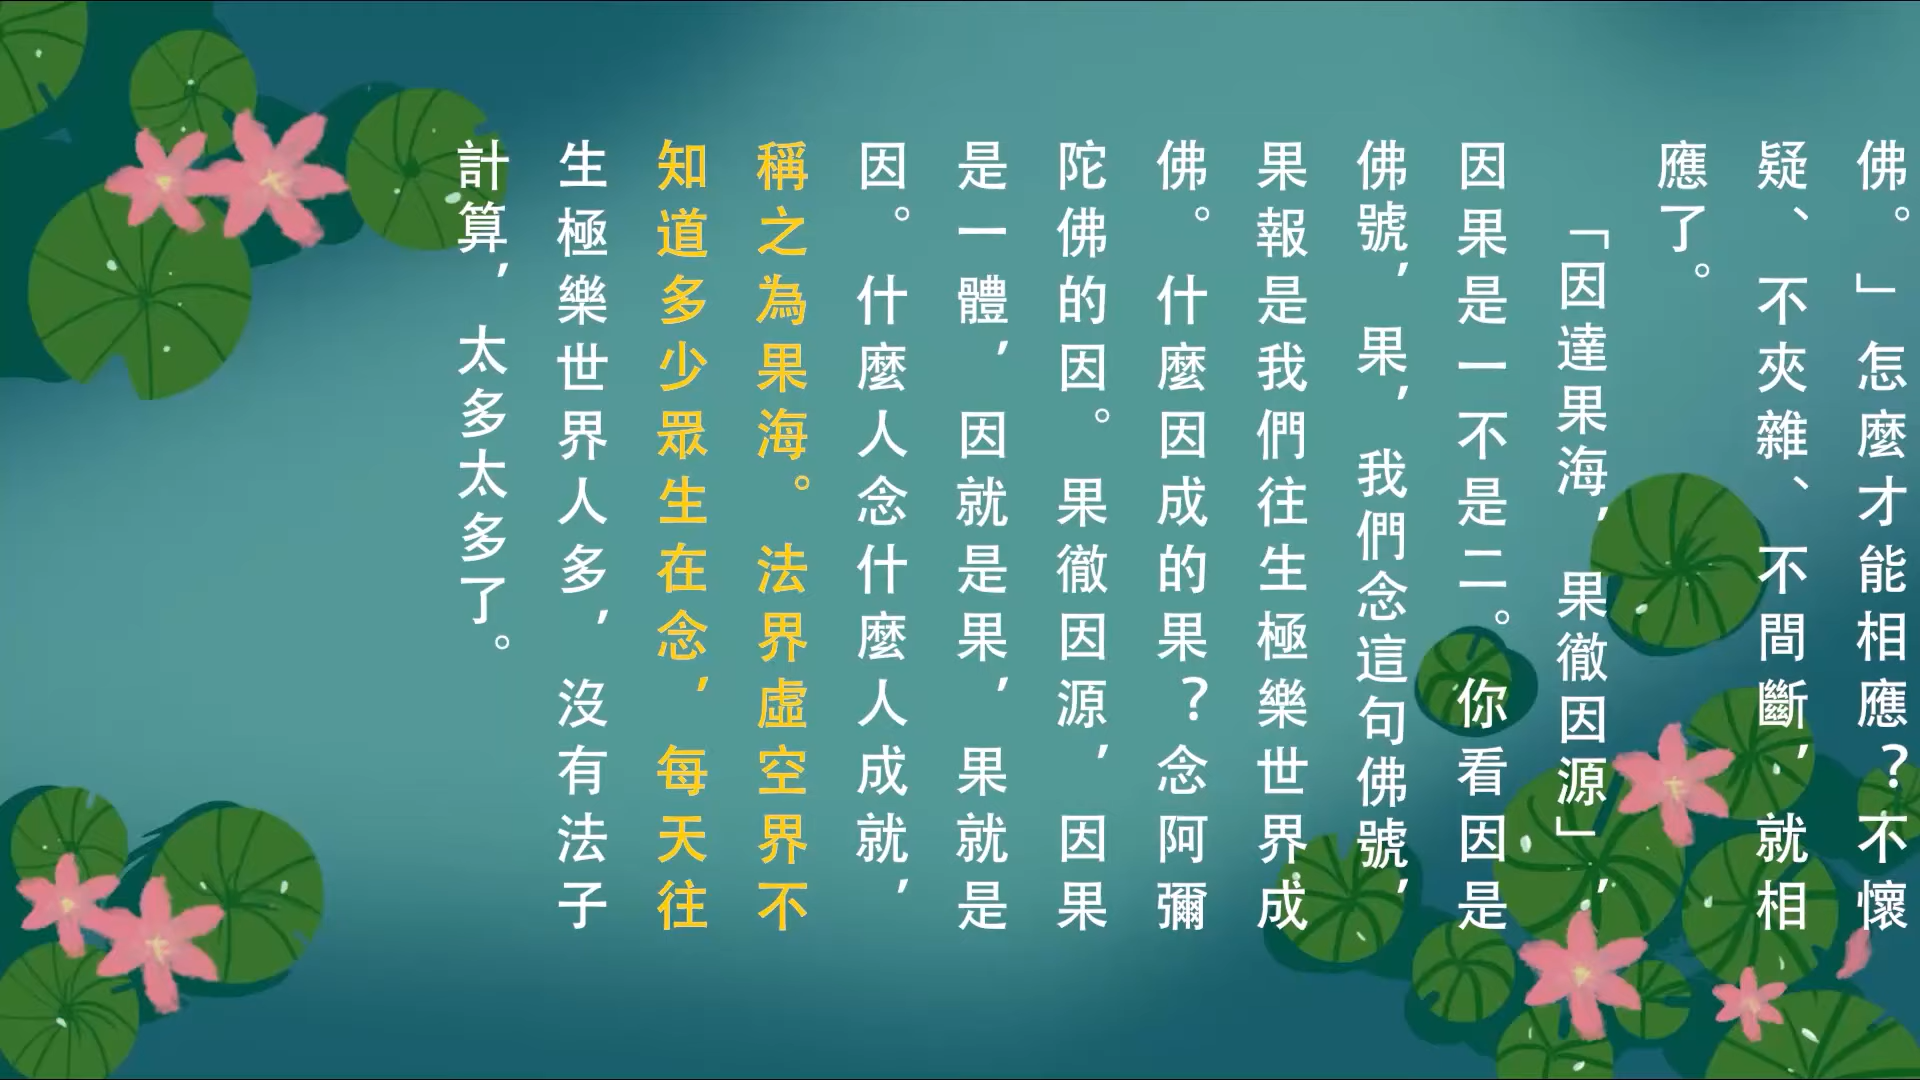 佛。」怎麼才能相應？不懷
疑、不夾雜、不間斷，就相
應了。
「因達果海，果徹因源」，
因果是一不是二。你看因是
佛號，果，我們念這句佛號，
果報是我們往生極樂世界成
佛。什麼因成的果？念阿彌
陀佛的因。果徹因源，因果
是一體，因就是果，果就是
因。什麼人念什麼人成就，
稱之為果海。法界虛空界不
知道多少眾生在念，每天往
生極樂世界人多，沒有法子
計算，太多太多了。